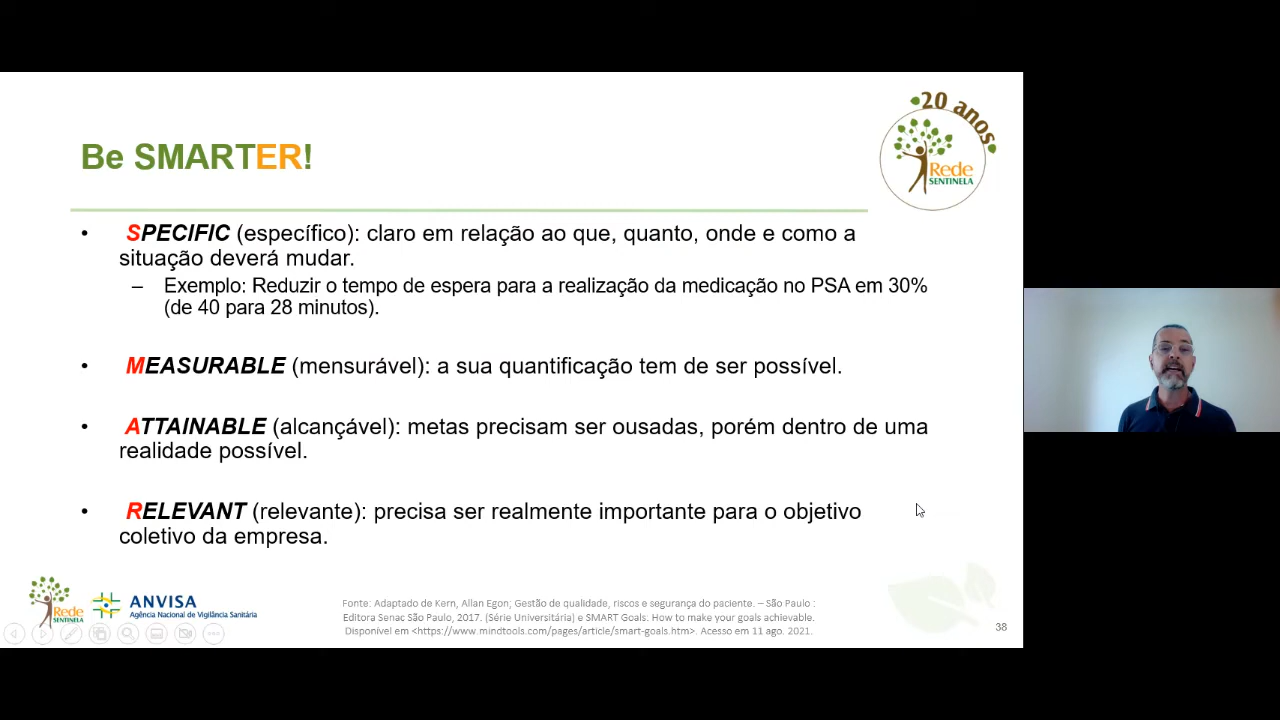 20 anos
Rede
SENTINELA
Be SMARTER!
• SPECIFIC (específico): claro em relação ao que, quanto, onde e como a
situação deverá mudar.
– Exemplo: Reduzir o tempo de espera para a realização da medicação no PSA em 30%
(de 40 para 28 minutos).
• MEASURABLE (mensurável): a sua quantificação tem de ser possível.
• ATTAINABLE (alcançável): metas precisam ser ousadas, porém dentro de uma
realidade possível.
• RELEVANT (relevante): precisa ser realmente importante para o objetivo
coletivo da empresa.
Rede
SENTINELA
ANVISA
Agência Nacional de Vigilância Sanitária
Fonte: Adaptado de Kern, Allan Egon; Gestão de qualidade, riscos e segurança do paciente. – São Paulo :
Editora Senac São Paulo, 2017. (Série Universitária) e SMART Goals: How to make your goals achievable.
Disponível em <https://www.mindtools.com/pages/article/smart-goals.htm>. Acesso em 11 ago. 2021.
38